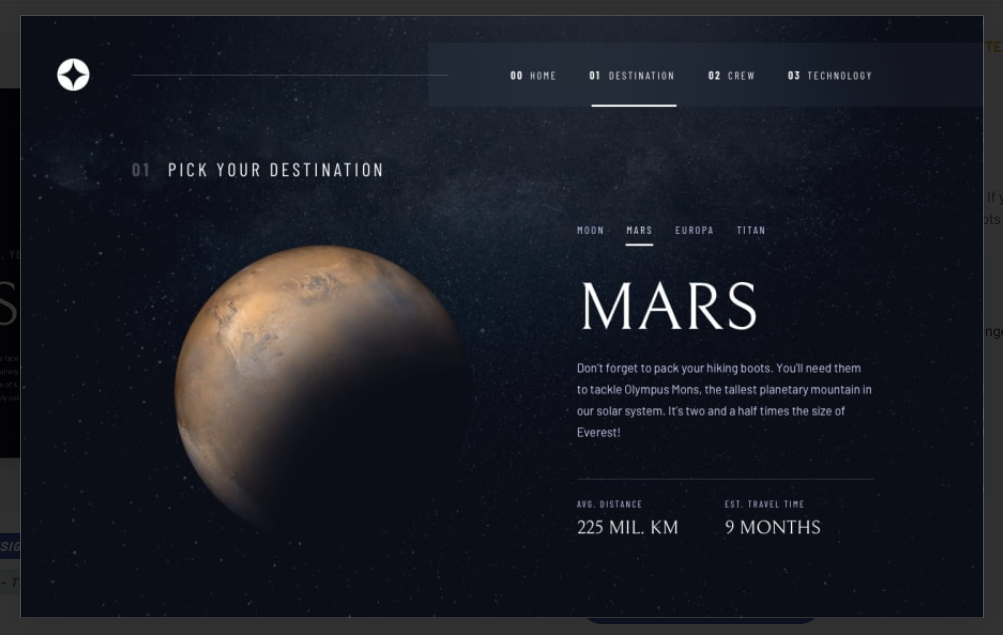 00 HOME
01 DESTINATION
02 CREW
03 TECHNOLOGY
01 PICK YOUR DESTINATION
MOON
MARS
EUROPA
TITAN
MARS
Don't forget to pack your hiking boots. You'll need them
to tackle Olympus Mons, the tallest planetary mountain in
our solar system. It's two and a half times the size of
Everest!
AVG. DISTANCE
225 MIL. KM
EST. TRAVEL TIME
9 MONTHS